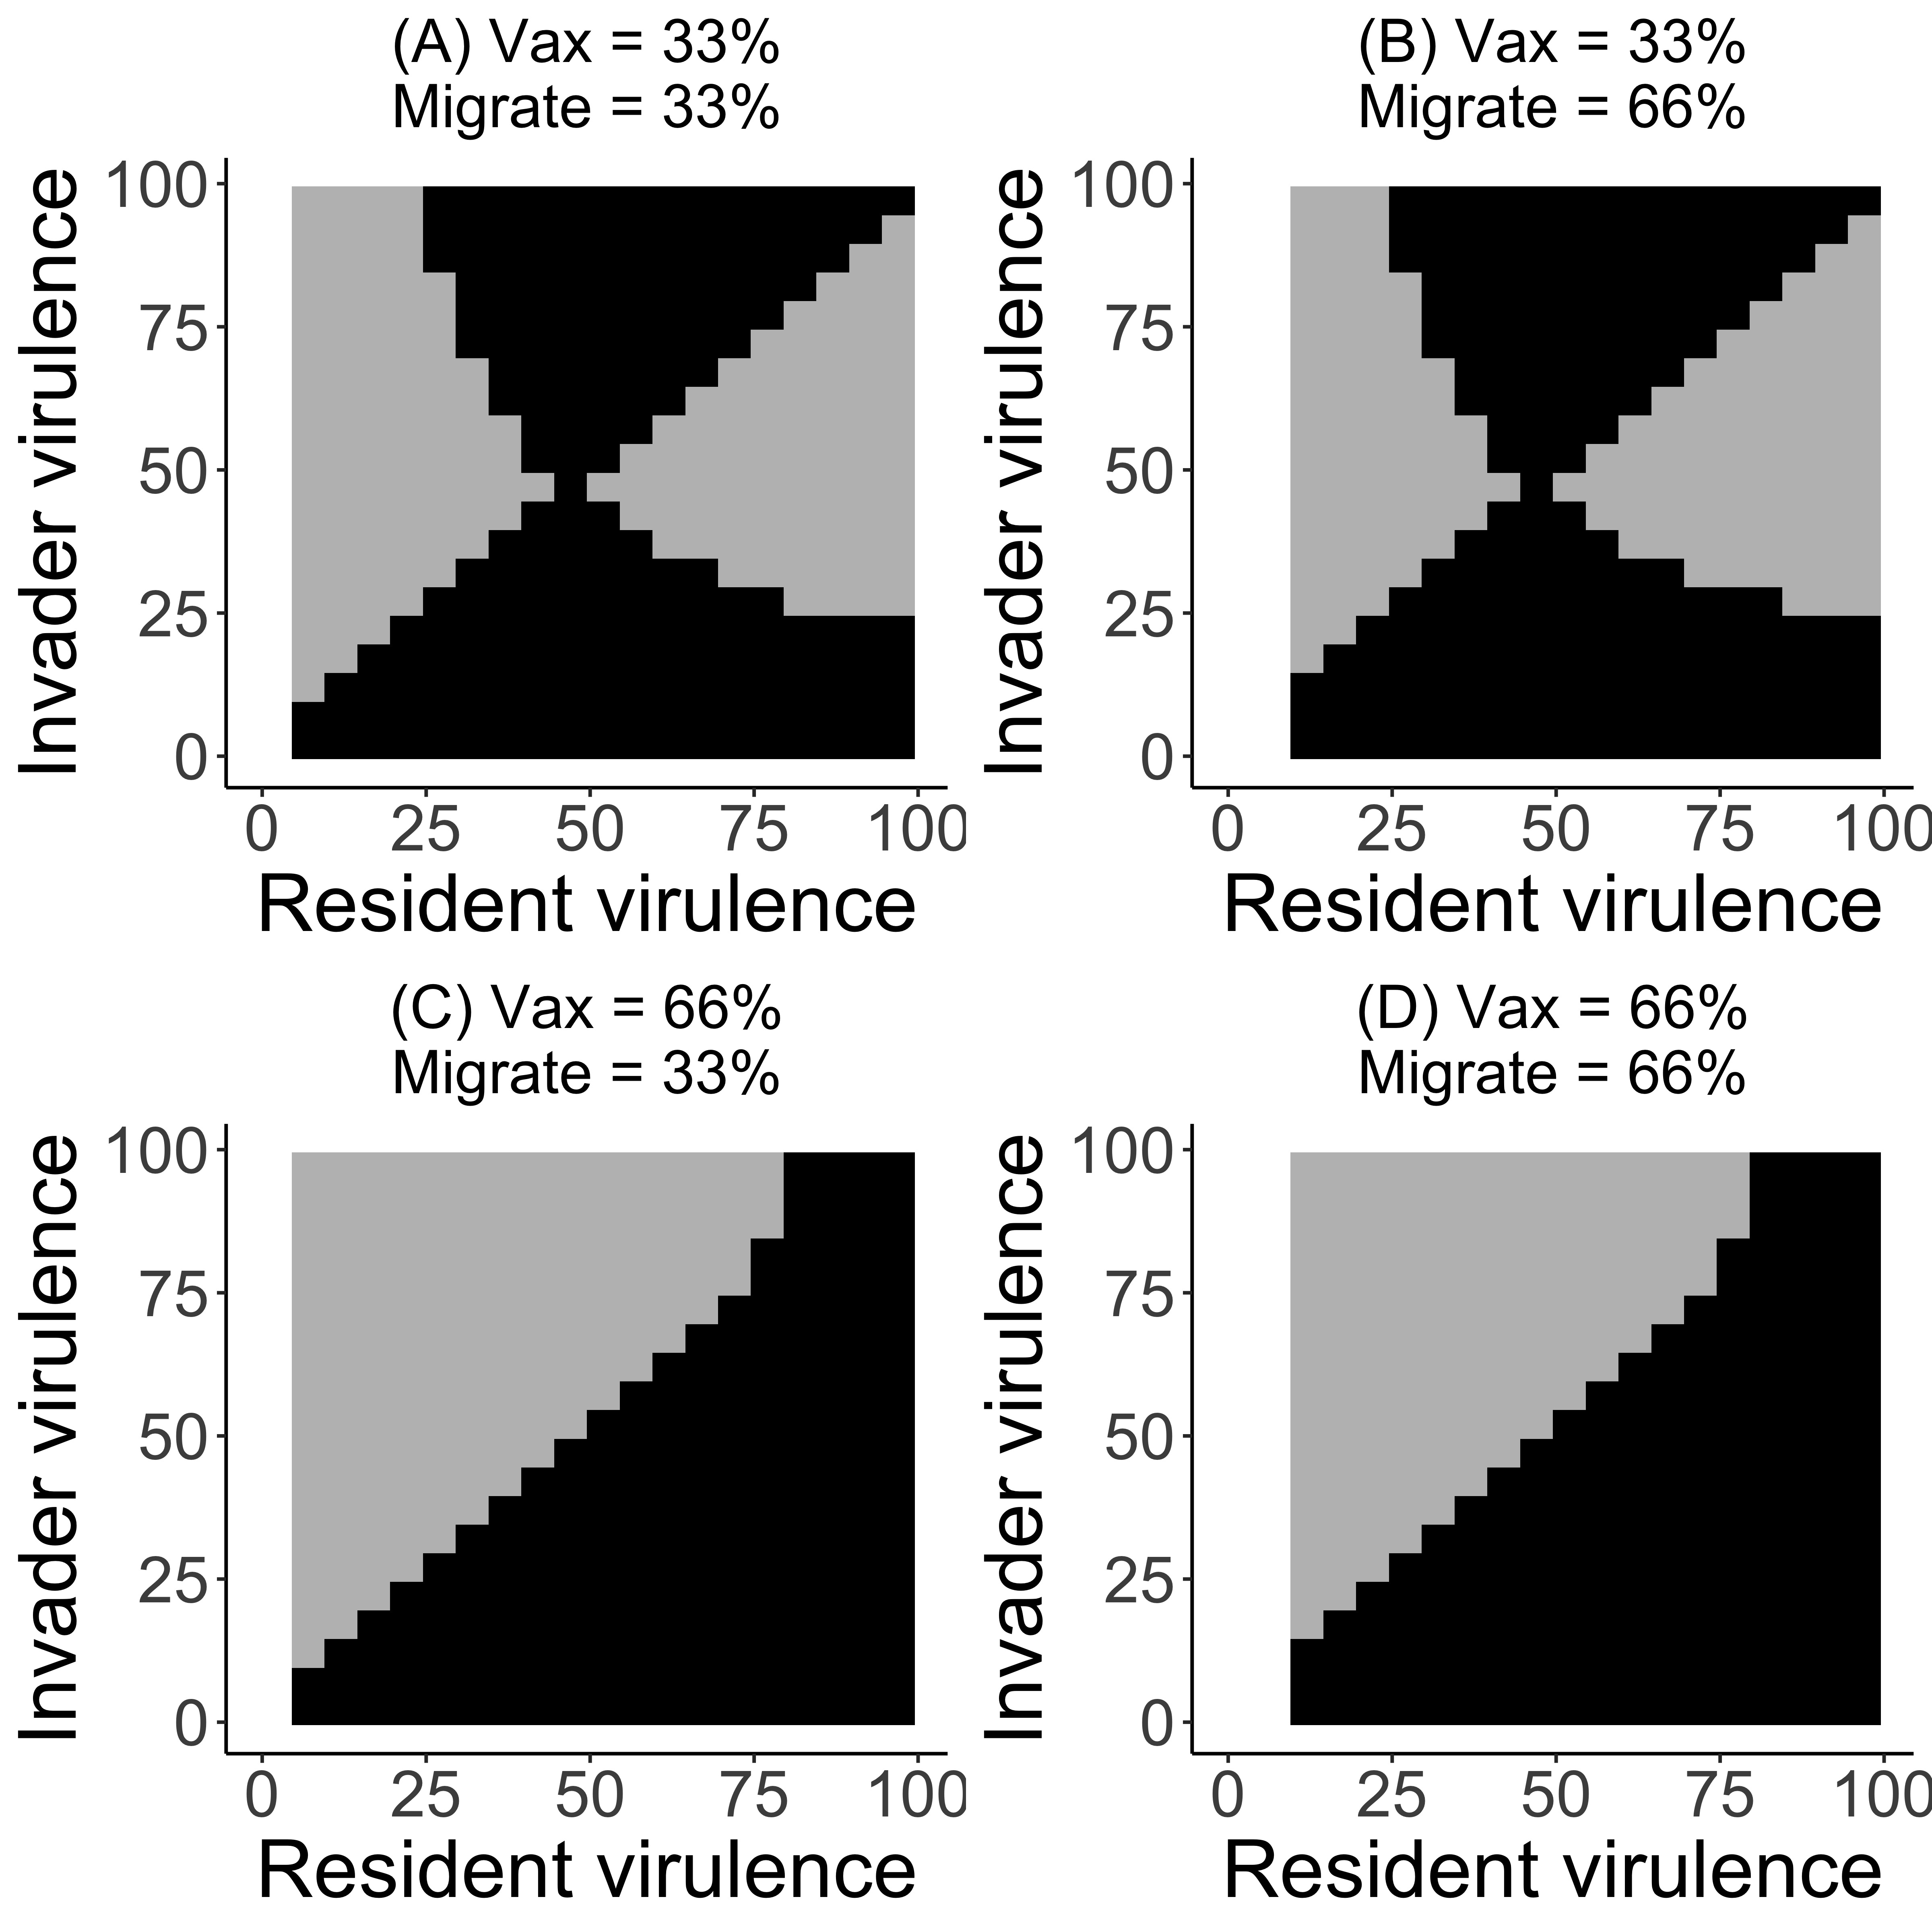 (A) Vax = 33%
Migrate = 33%
Invader virulence
100
75
50
25
0
0 25 50 75 100
Resident virulence
(B) Vax = 33%
Migrate = 66%
Invader virulence
100
75
50
25
0
0 25 50 75 100
Resident virulence
(C) Vax = 66%
Migrate = 33%
Invader virulence
100
75
50
25
0
0 25 50 75 100
Resident virulence
(D) Vax = 66%
Migrate = 66%
Invader virulence
100
75
50
25
0
0 25 50 75 100
Resident virulence